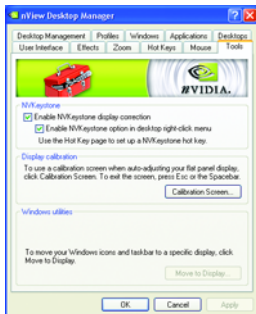 nView Desktop Manager
Desktop Management Profiles Windows Applications Desktops
User Interface Effects Zoom Hot Keys Mouse Tools
NVIDIA.
NVKeystone
Enable NVKeystone display correction
Enable NVKeystone option in desktop right-click menu
Use the Hot Key page to set up a NVKeystone hot key.
Display calibration
To use a calibration screen when auto-adjusting your flat panel display,
click Calibration Screen. To exit the screen, press Esc or the Spacebar.
Calibration Screen...
Windows utilities
To move your Windows icons and taskbar to a specific display, click
Move to Display.
Move to Display...
OK Cancel Apply